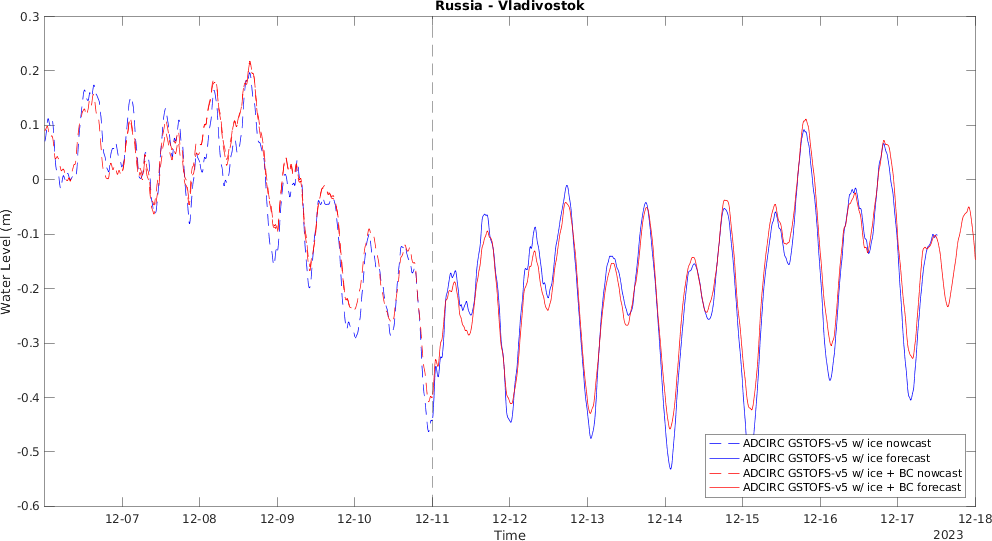 Russia - Vladivostok
0.3
0.2
0.1
0
-0.1
-0.2
-0.3
-0.4
-0.5
-0.6
Water Level (m)
ADCIRC GSTOFS-v5 w/ ice nowcast
ADCIRC GSTOFS-v5 w/ ice forecast
ADCIRC GSTOFS-v5 w/ ice + BC nowcast
ADCIRC GSTOFS-v5 w/ ice + BC forecast
12-07 12-08 12-09 12-10 12-11 12-12 12-13 12-14 12-15 12-16 12-17 12-18
Time
2023